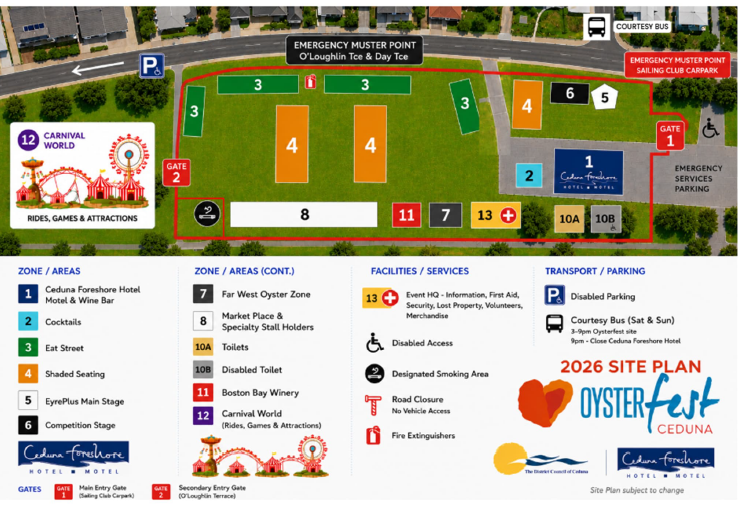 COURTESY BUS
EMERGENCY MUSTER POINT
O'Loughlin Tce & Day Tce
EMERGENCY MUSTER POINT
SAILING CLUB CARPARK
P
3
3
3
3
4
4
4
6
5
GATE
1
12 CARNIVAL
WORLD
RIDES, GAMES & ATTRACTIONS
GATE
2
2
1
Ceduna Foreshore
HOTEL MOTEL
EMERGENCY
SERVICES
PARKING
8
11
7
13
10A
10B
ZONE / AREAS
1 Ceduna Foreshore Hotel
Motel & Wine Bar
2 Cocktails
3 Eat Street
4 Shaded Seating
5 EyrePlus Main Stage
6 Competition Stage
Ceduna Foreshore
HOTEL MOTEL
ZONE / AREAS (CONT.)
7 Far West Oyster Zone
8 Market Place &
Specialty Stall Holders
10A Toilets
10B Disabled Toilet
11 Boston Bay Winery
12 Carnival World
(Rides, Games & Attractions)
FACILITIES / SERVICES
13 Event HQ - Information, First Aid,
Security, Lost Property, Volunteers,
Merchandise
Disabled Access
Designated Smoking Area
Road Closure
No Vehicle Access
Fire Extinguishers
TRANSPORT / PARKING
P Disabled Parking
Courtesy Bus (Sat & Sun)
3–9pm Oysterfest site
9pm - Close Ceduna Foreshore Hotel
2026 SITE PLAN
OYSTERfest
CEDUNA
The District Council of Ceduna
Ceduna Foreshore
HOTEL MOTEL
Site Plan subject to change
GATES
GATE
1
Main Entry Gate
(Sailing Club Carpark)
GATE
2
Secondary Entry Gate
(O'Loughlin Terrace)